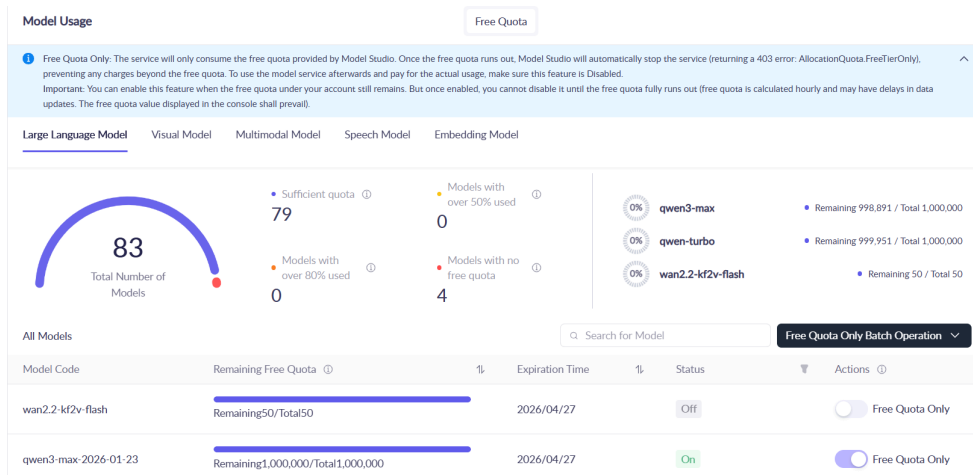 Model Usage
Free Quota
Free Quota Only: The service will only consume the free quota provided by Model Studio. Once the free quota runs out, Model Studio will automatically stop the service (returning a 403 error: AllocationQuota.FreeTierOnly),
preventing any charges beyond the free quota. To use the model service afterwards and pay for the actual usage, make sure this feature is Disabled.
Important: You can enable this feature when the free quota under your account still remains. But once enabled, you cannot disable it until the free quota fully runs out (free quota is calculated hourly and may have delays in data
updates. The free quota value displayed in the console shall prevail).
Large Language Model Visual Model Multimodal Model Speech Model Embedding Model
83
Total Number of
Models
Sufficient quota
79
Models with
over 50% used
0
Models with
over 80% used
0
Models with no
free quota
4
0% qwen3-max Remaining 998,891 / Total 1,000,000
0% qwen-turbo Remaining 999,951 / Total 1,000,000
0% wan2.2-kf2v-flash Remaining 50 / Total 50
All Models
Search for Model
Free Quota Only Batch Operation
Model Code Remaining Free Quota Expiration Time Status Actions
wan2.2-kf2v-flash Remaining50/Total50 2026/04/27 Off Free Quota Only
qwen3-max-2026-01-23 Remaining1,000,000/Total1,000,000 2026/04/27 On Free Quota Only